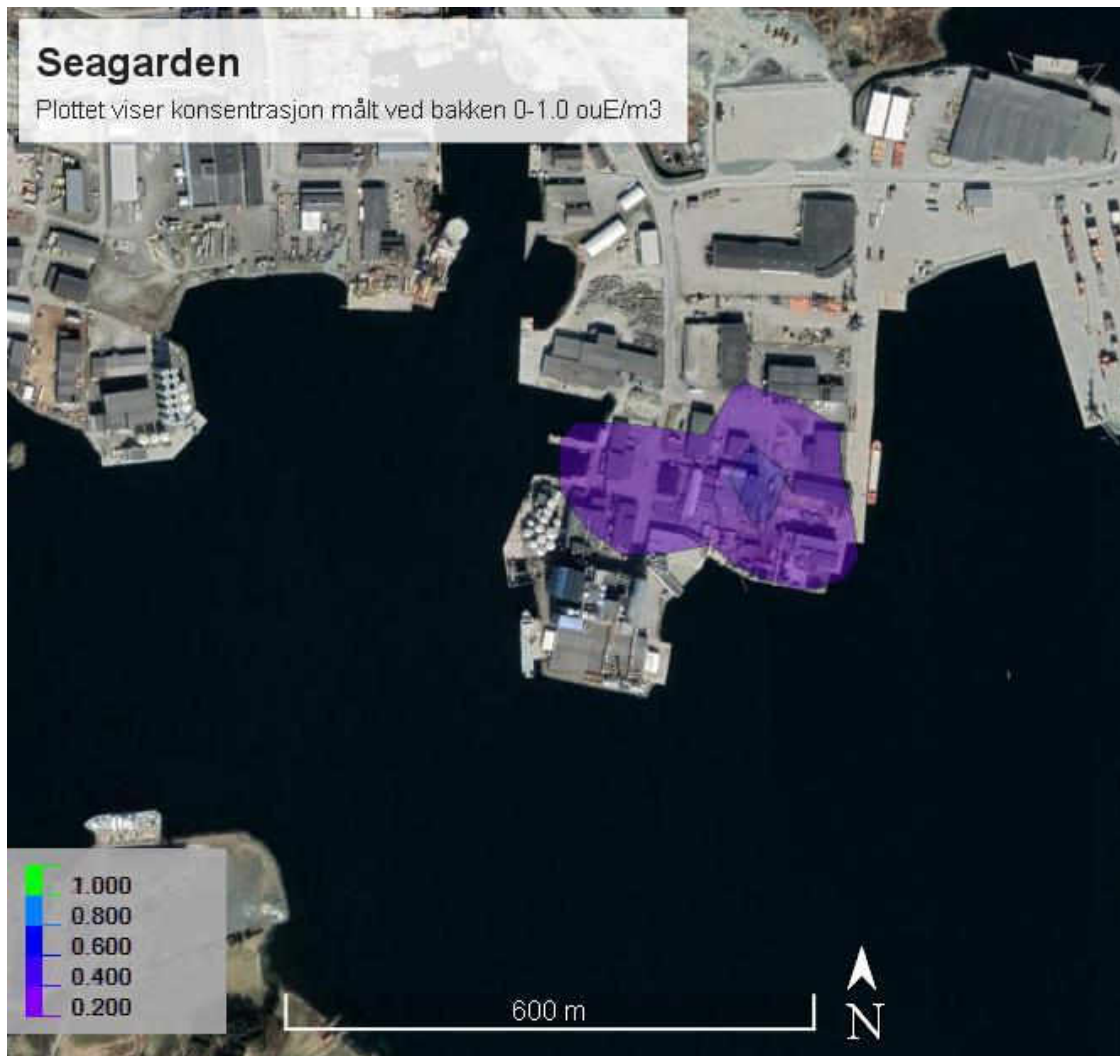 Seagarden
Plottet viser konsentrasjon målt ved bakken 0-1.0 ouE/m3
1.000
0.800
0.600
0.400
0.200
600 m
N